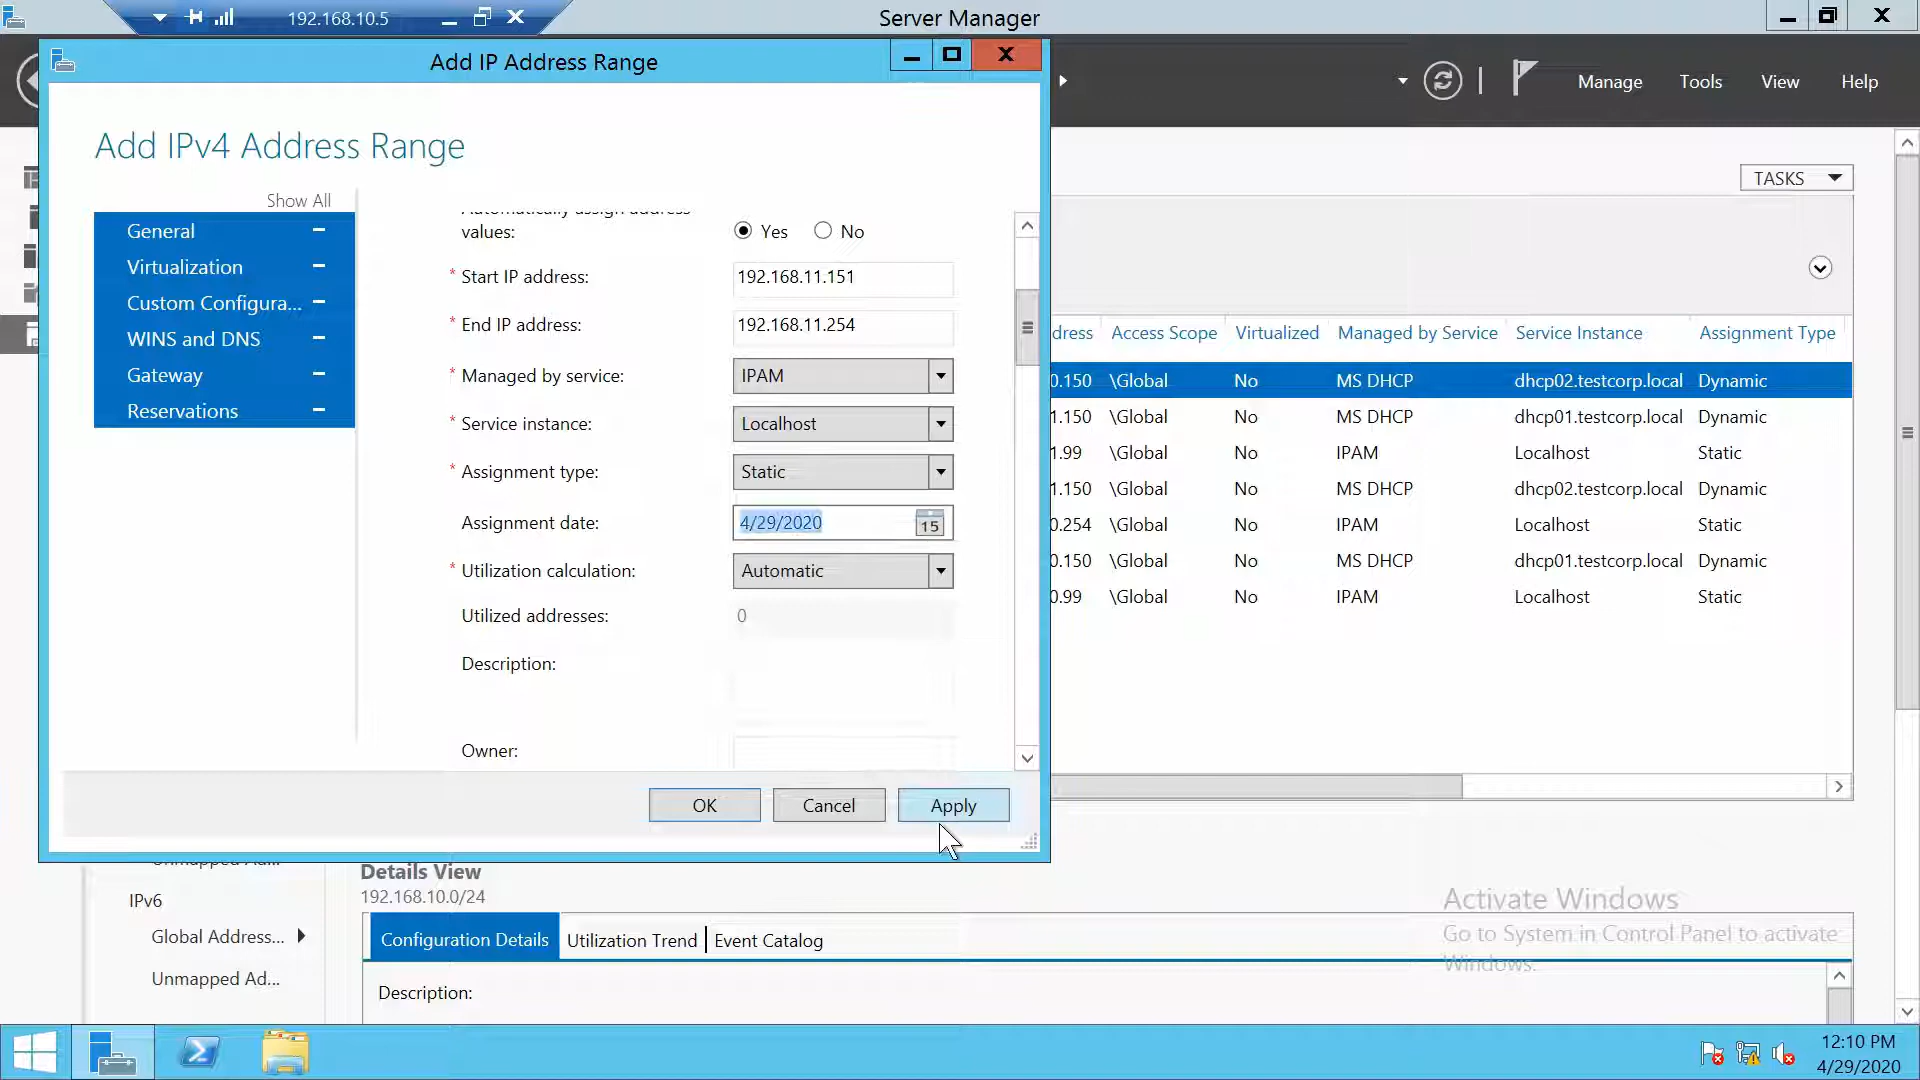 192.168.10.5
Server Manager
Add IP Address Range
Manage
Tools
View
Help
Add IPv4 Address Range
TASKS
Show All
General
Virtualization
Custom Configura...
WINS and DNS
Gateway
Reservations
Automatically assign address
values:
Yes
No
* Start IP address:
192.168.11.151
* End IP address:
192.168.11.254
* Managed by service:
IPAM
* Service instance:
Localhost
* Assignment type:
Static
Assignment date:
4/29/2020
15
* Utilization calculation:
Automatic
Utilized addresses:
0
Description:
Owner:
OK
Cancel
Apply
dress Access Scope Virtualized Managed by Service Service Instance Assignment Type
0.150 \Global No MS DHCP dhcp02.testcorp.local Dynamic
1.150 \Global No MS DHCP dhcp01.testcorp.local Dynamic
1.99 \Global No IPAM Localhost Static
1.150 \Global No MS DHCP dhcp02.testcorp.local Dynamic
0.254 \Global No IPAM Localhost Static
0.150 \Global No MS DHCP dhcp01.testcorp.local Dynamic
0.99 \Global No IPAM Localhost Static
Unmapped Ad...
IPv6
Global Address...
Unmapped Ad...
Details View
192.168.10.0/24
Configuration Details
Utilization Trend
Event Catalog
Description:
Activate Windows
Go to System in Control Panel to activate
Windows.
12:10 PM
4/29/2020